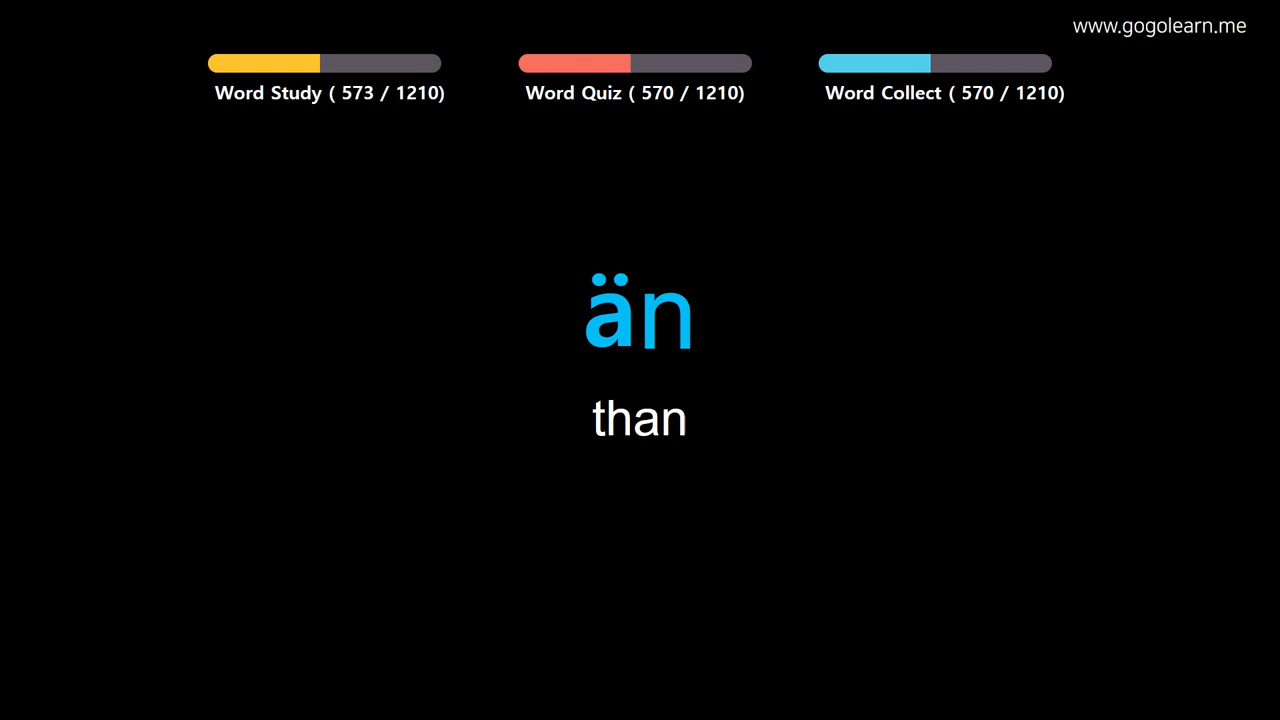 www.gogolearn.me
Word Study ( 573 / 1210)
Word Quiz ( 570 / 1210)
Word Collect ( 570 / 1210)
än
than